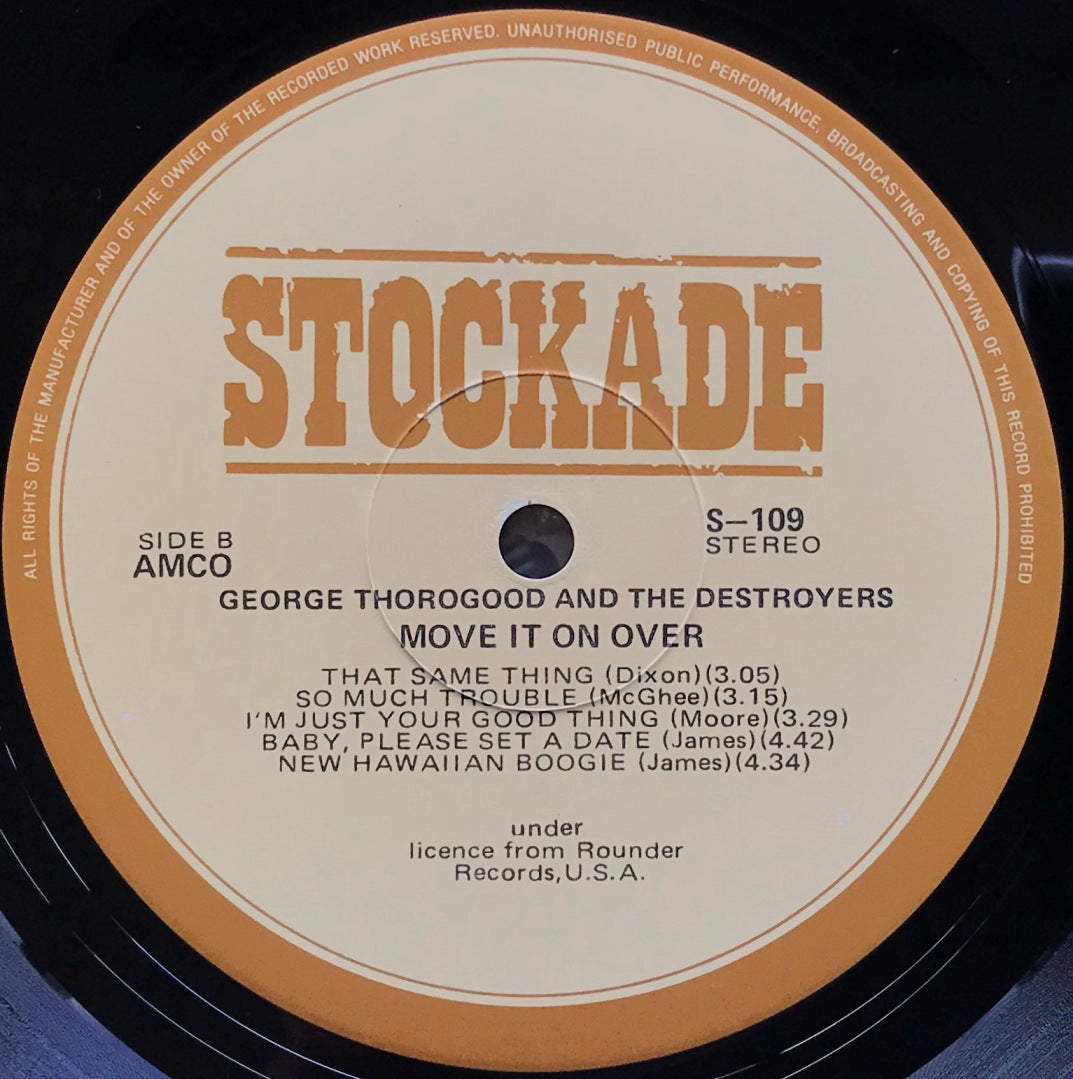 ALL RIGHTS OF THE MANUFACTURER AND OF THE OWNER OF THE RECORDED WORK RESERVED. UNAUTHORISED PUBLIC PERFORMANCE, BROADCASTING AND COPYING OF THIS RECORD PROHIBITED
STOCKADE
SIDE B
AMCO
S–109
STEREO
GEORGE THOROGOOD AND THE DESTROYERS
MOVE IT ON OVER
THAT SAME THING (Dixon)(3.05)
SO MUCH TROUBLE (McGhee)(3.15)
I'M JUST YOUR GOOD THING (Moore)(3.29)
BABY, PLEASE SET A DATE (James)(4.42)
NEW HAWAIIAN BOOGIE (James)(4.34)
under
licence from Rounder
Records,U.S.A.